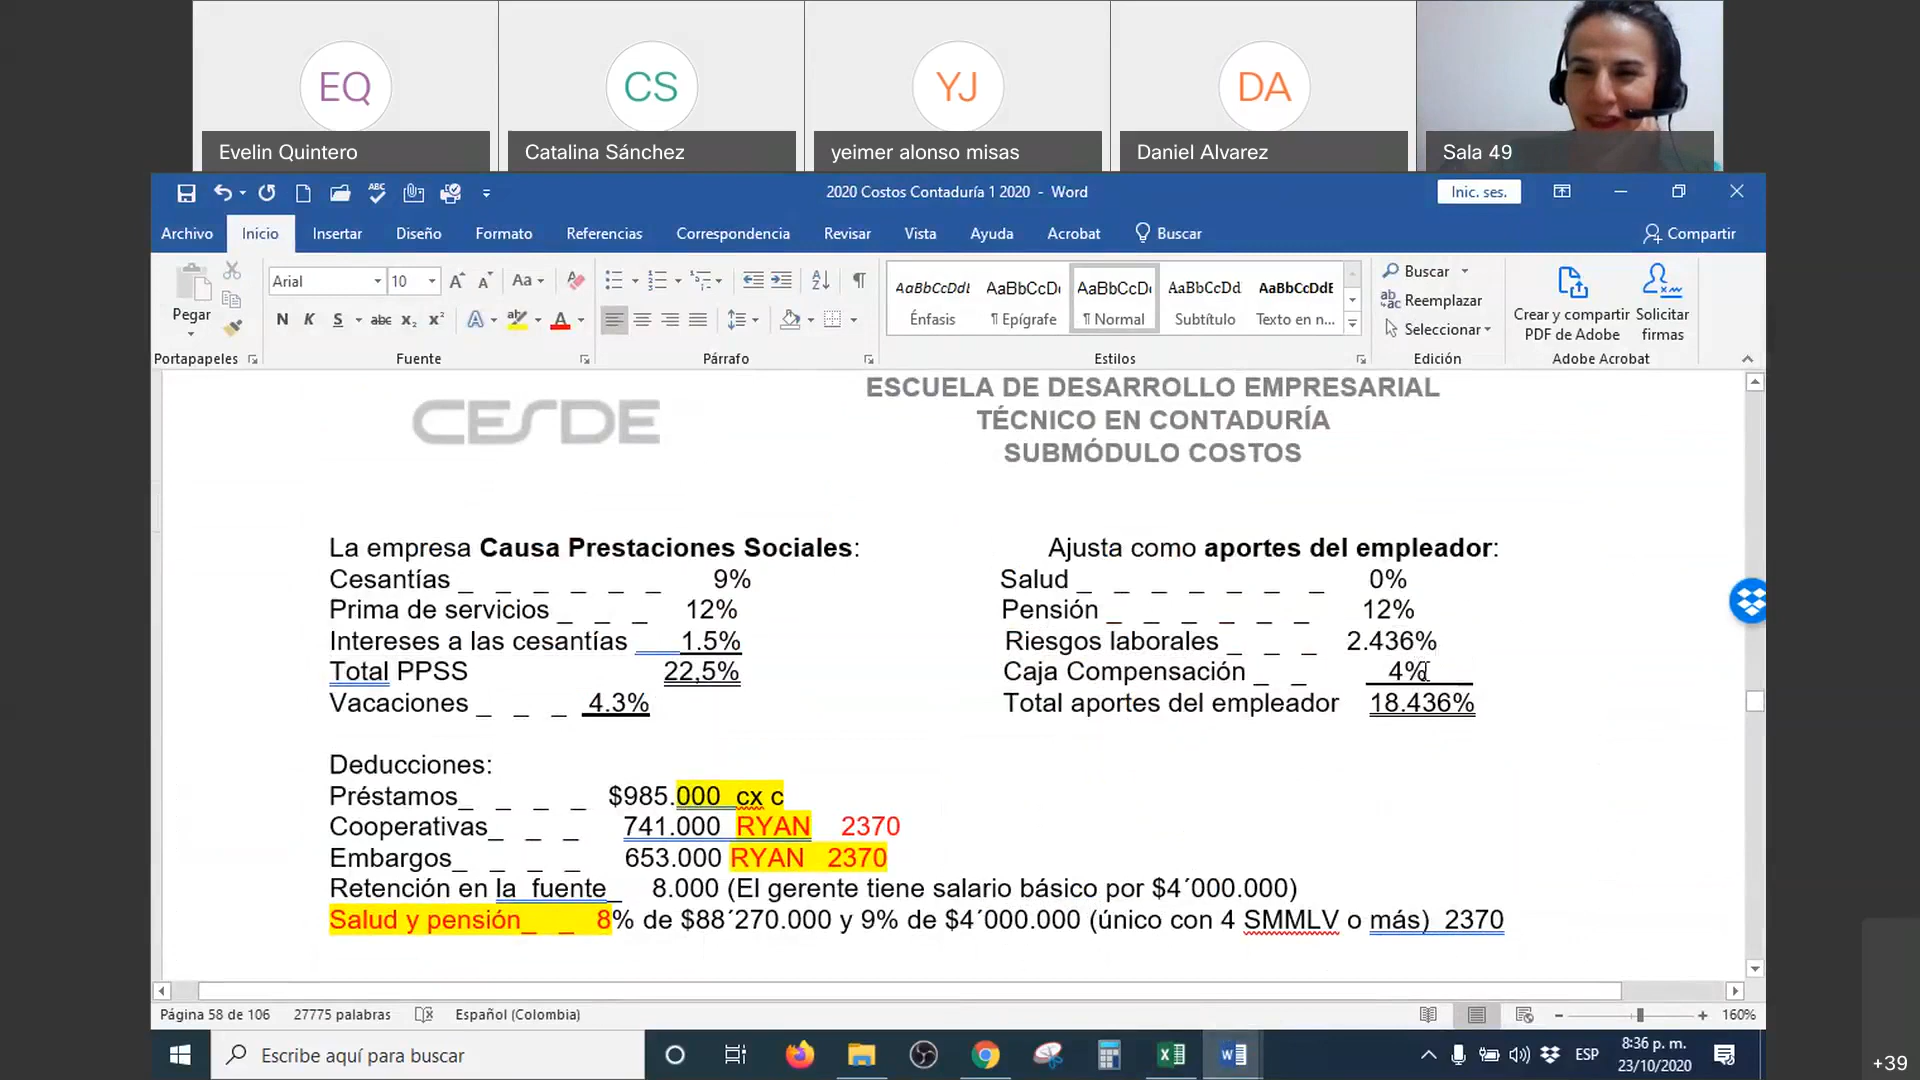 EQ
CS
YJ
DA
Evelin Quintero
Catalina Sánchez
yeimer alonso misas
Daniel Alvarez
Sala 49
2020 Costos Contaduría 1 2020 - Word
Inic. ses.
Archivo
Inicio
Insertar
Diseño
Formato
Referencias
Correspondencia
Revisar
Vista
Ayuda
Acrobat
Buscar
Compartir
Pegar
Arial
10
Aa
N K S abc x₂ x²
AaBbCcDdE
Énfasis
AaBbCcDc
¶ Epígrafe
AaBbCcDc
¶ Normal
AaBbCcDd
Subtítulo
AaBbCcDdE
Texto en n...
Buscar
Reemplazar
Seleccionar
Crear y compartir
PDF de Adobe
Solicitar
firmas
Portapapeles
Fuente
Párrafo
Estilos
Edición
Adobe Acrobat
CESDE
ESCUELA DE DESARROLLO EMPRESARIAL
TÉCNICO EN CONTADURÍA
SUBMÓDULO COSTOS
La empresa Causa Prestaciones Sociales: Ajusta como aportes del empleador:
Cesantías _ _ _ _ _ _ 9% Salud _ _ _ _ _ _ _ 0%
Prima de servicios _ _ _ 12% Pensión _ _ _ _ _ _ 12%
Intereses a las cesantías 1.5% Riesgos laborales _ _ _ 2.436%
Total PPSS 22,5% Caja Compensación _ _ 4%
Vacaciones _ _ _ 4.3% Total aportes del empleador 18.436%
Deducciones:
Préstamos_ _ _ _ $985.000 cx c
Cooperativas_ _ _ 741.000 RYAN 2370
Embargos_ _ _ _ 653.000 RYAN 2370
Retención en la fuente_ 8.000 (El gerente tiene salario básico por $4´000.000)
Salud y pensión_ _ 8% de $88´270.000 y 9% de $4´000.000 (único con 4 SMMLV o más) 2370
Página 58 de 106
27775 palabras
Español (Colombia)
160%
Escribe aquí para buscar
ESP
8:36 p. m.
23/10/2020
+39